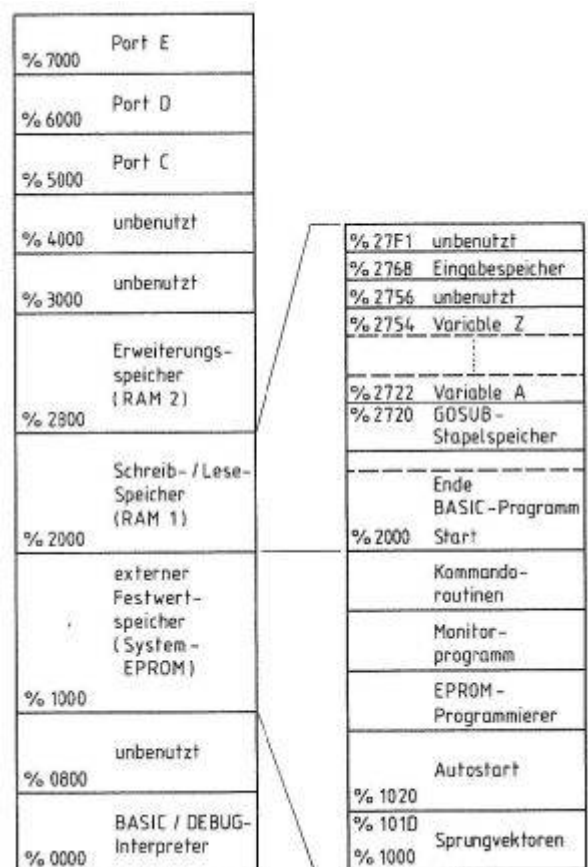 Port E
% 7000
Port D
% 6000
Port C
% 5000
unbenutzt
% 4000
unbenutzt
% 3000
Erweiterungs-
speicher
(RAM 2)
% 2800
Schreib-/Lese-
Speicher
(RAM 1)
% 2000
externer
Festwert-
speicher
(System-
EPROM)
% 1000
unbenutzt
% 0800
BASIC / DEBUG-
Interpreter
% 0000
% 27F1 unbenutzt
% 2768 Eingabespeicher
% 2756 unbenutzt
% 2754 Variable Z
% 2722 Variable A
% 2720 GOSUB-
Stapelspeicher
Ende
BASIC-Programm
% 2000 Start
Kommando-
routinen
Monitor-
programm
EPROM-
Programmierer
Autostart
% 1020
% 101D
Sprungvektoren
% 1000